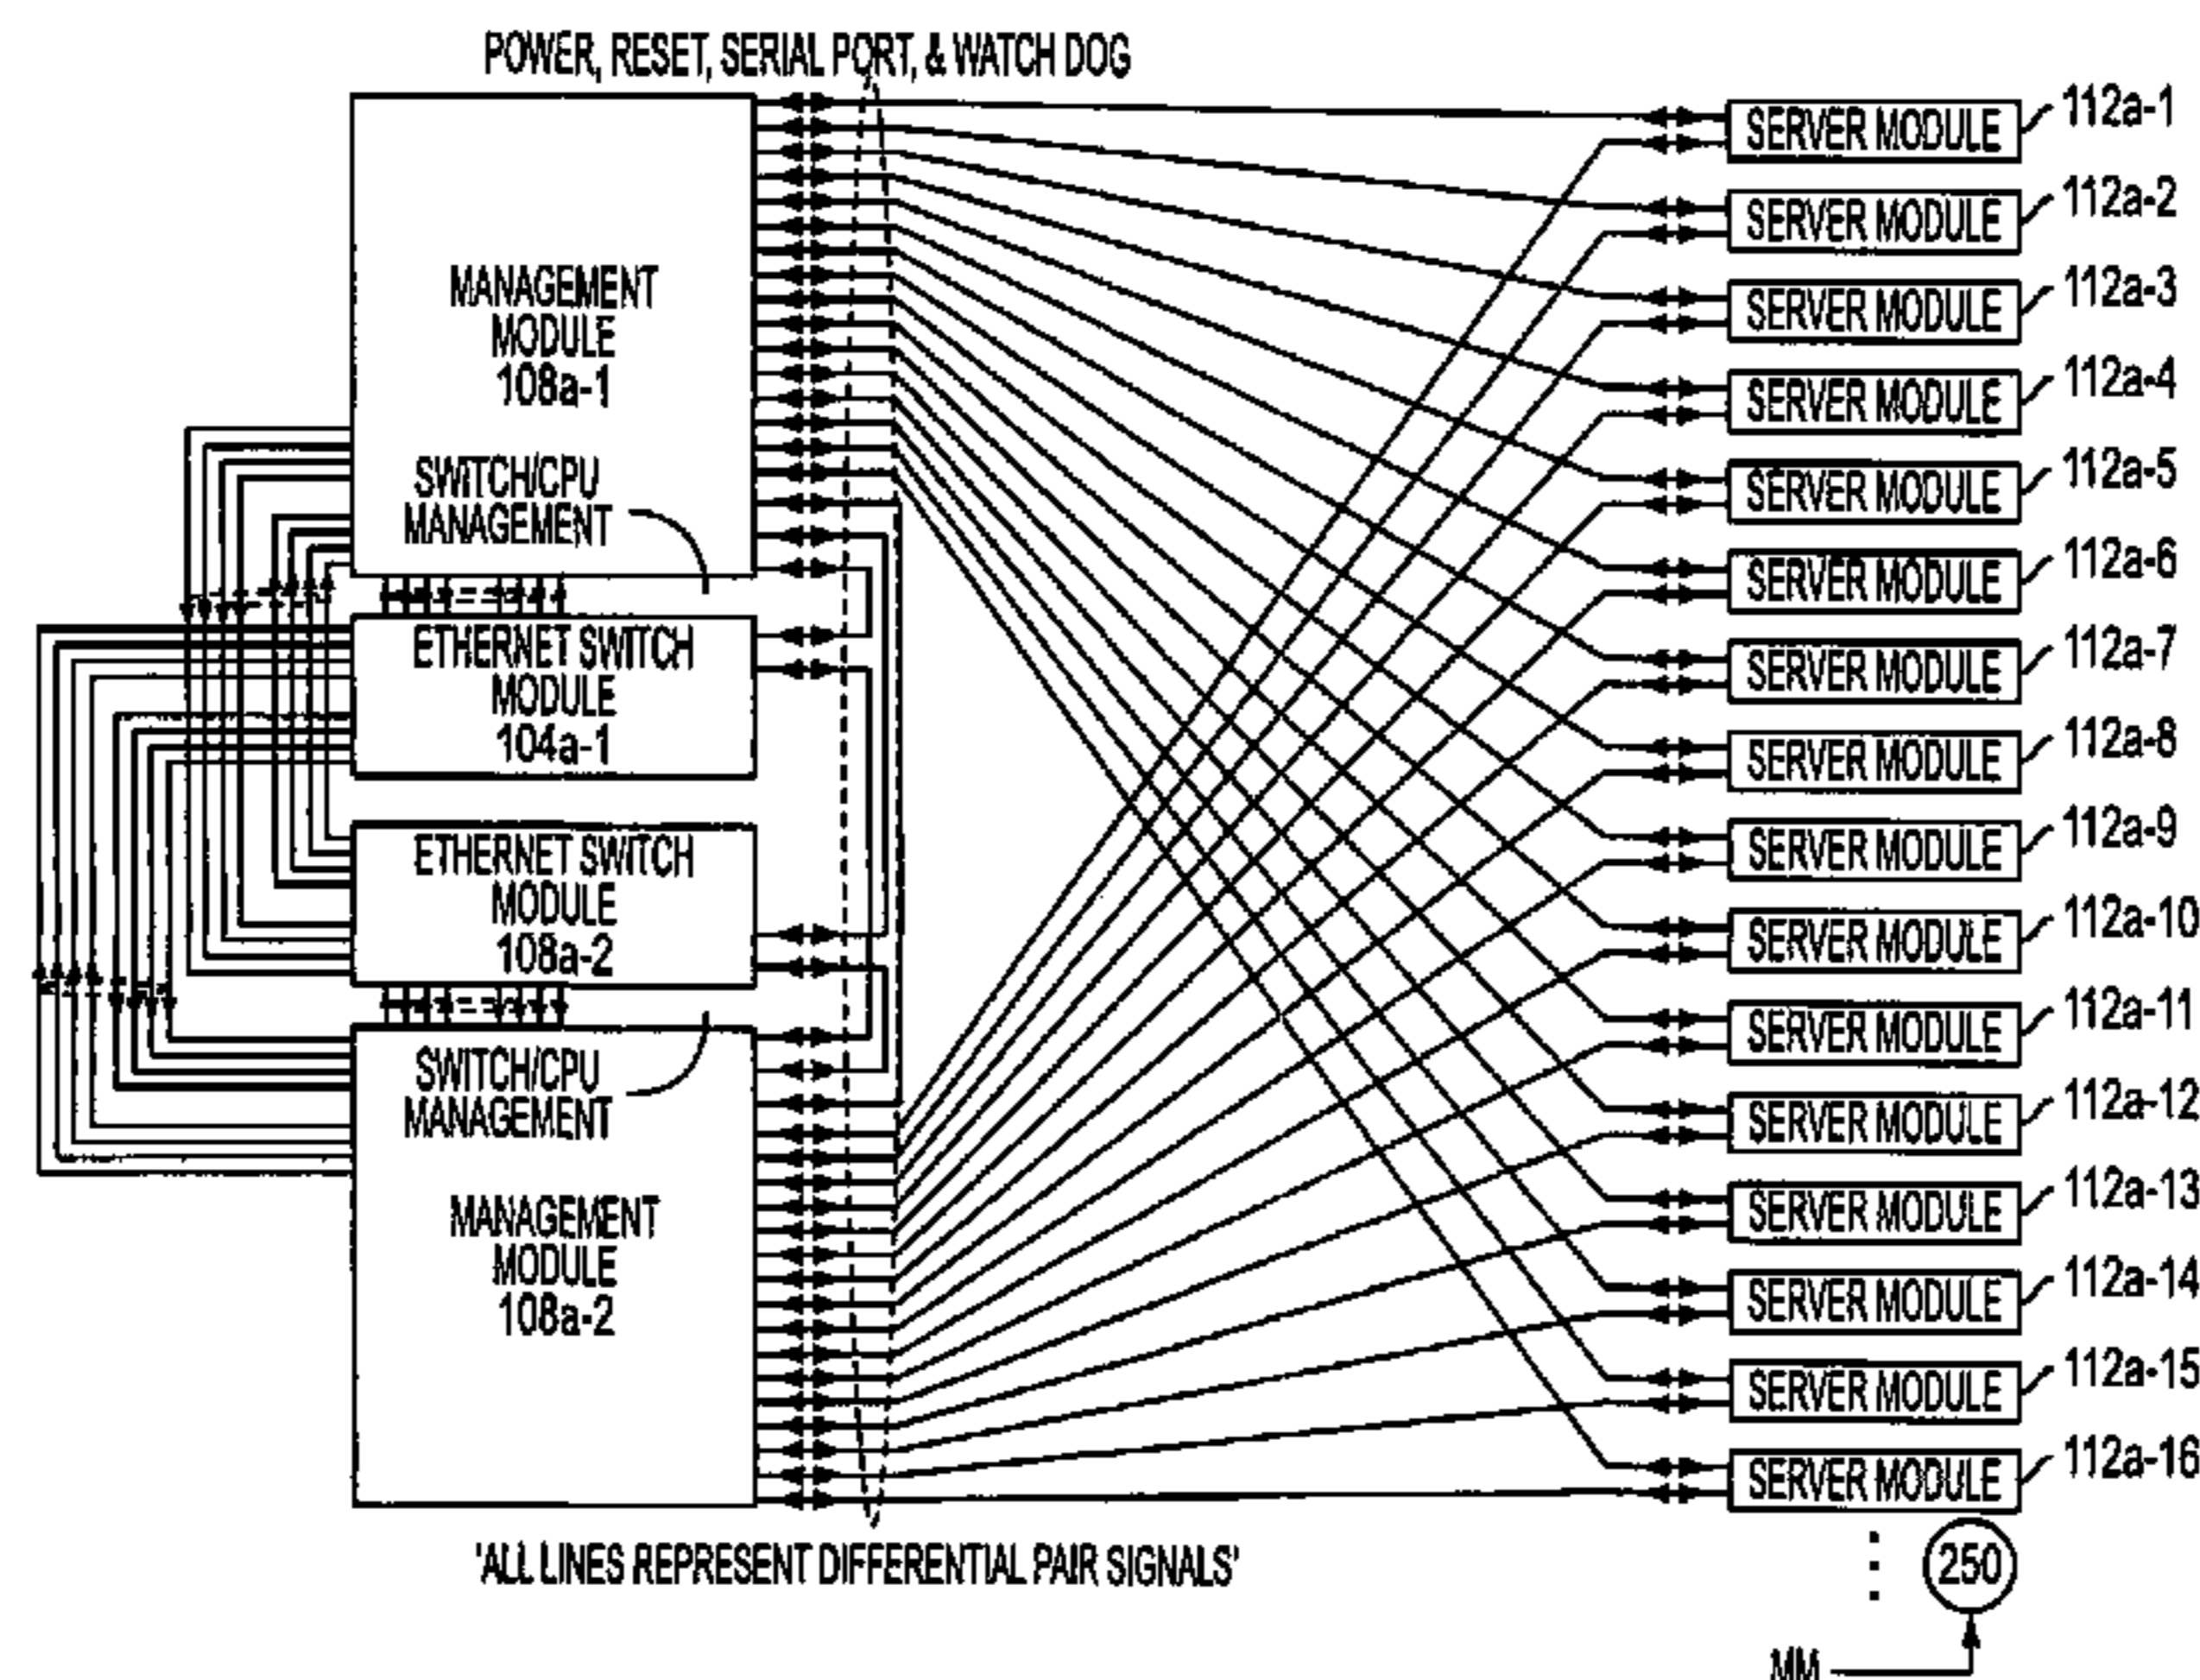 POWER, RESET, SERIAL PORT, & WATCH DOG
MANAGEMENT
MODULE
108a-1
SWITCH/CPU
MANAGEMENT
ETHERNET SWITCH
MODULE
104a-1
ETHERNET SWITCH
MODULE
108a-2
SWITCH/CPU
MANAGEMENT
MANAGEMENT
MODULE
108a-2
'ALL LINES REPRESENT DIFFERENTIAL PAIR SIGNALS'
SERVER MODULE 112a-1
SERVER MODULE 112a-2
SERVER MODULE 112a-3
SERVER MODULE 112a-4
SERVER MODULE 112a-5
SERVER MODULE 112a-6
SERVER MODULE 112a-7
SERVER MODULE 112a-8
SERVER MODULE 112a-9
SERVER MODULE 112a-10
SERVER MODULE 112a-11
SERVER MODULE 112a-12
SERVER MODULE 112a-13
SERVER MODULE 112a-14
SERVER MODULE 112a-15
SERVER MODULE 112a-16
250
MM